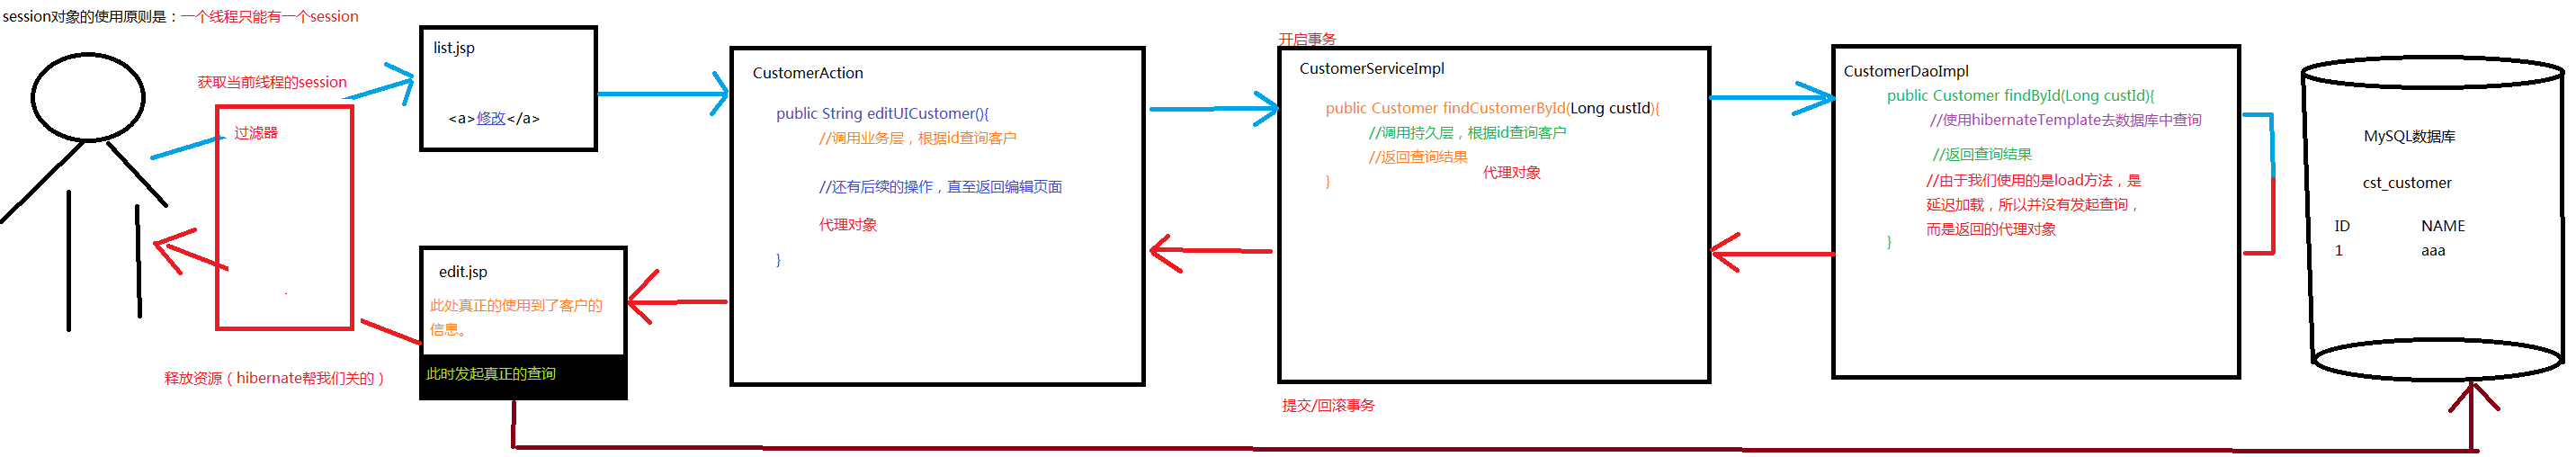 session对象的使用原则是：一个线程只能有一个session
获取当前线程的session
过滤器
释放资源（hibernate帮我们关的）
list.jsp
<a>修改</a>
edit.jsp
此处真正的使用到了客户的
信息。
此时发起真正的查询
CustomerAction
public String editUICustomer(){
//调用业务层，根据id查询客户
//还有后续的操作，直至返回编辑页面
代理对象
}
开启事务
CustomerServiceImpl
public Customer findCustomerById(Long custId){
//调用持久层，根据id查询客户
//返回查询结果
代理对象
}
提交/回滚事务
CustomerDaoImpl
public Customer findById(Long custId){
//使用hibernateTemplate去数据库中查询
//返回查询结果
//由于我们使用的是load方法，是
延迟加载，所以并没有发起查询，
而是返回的代理对象
}
MySQL数据库
cst_customer
ID NAME
1 aaa